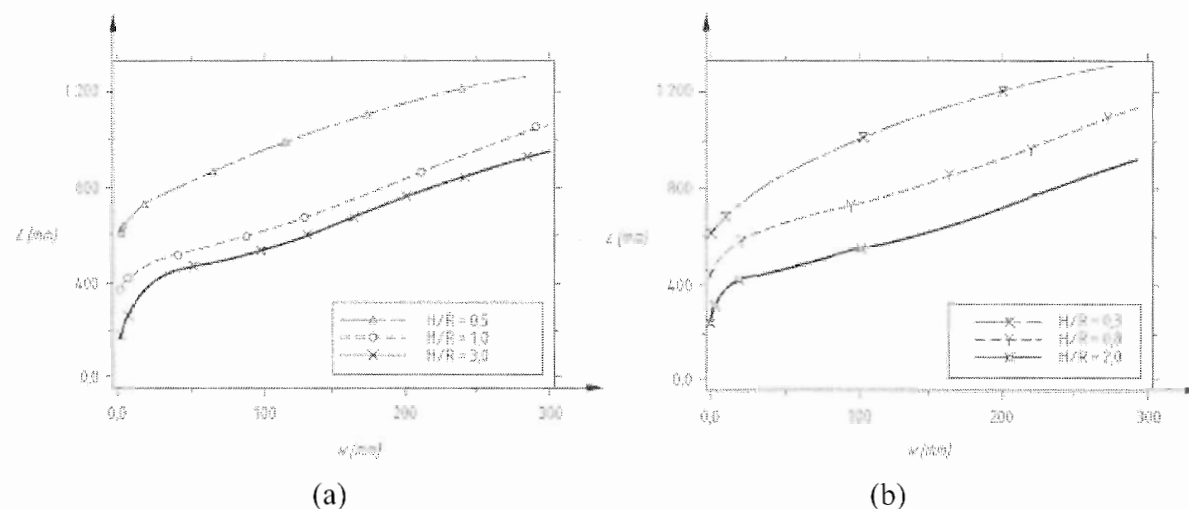 1 200
800
400
0,0
L (mm)
0,0
100
200
300
w (mm)
H/R = 0,5
H/R = 1,0
H/R = 3,0
(a)
1 200
800
400
0,0
L (mm)
0,0
100
200
300
w (mm)
H/R = 0,3
H/R = 0,8
H/R = 2,0
(b)